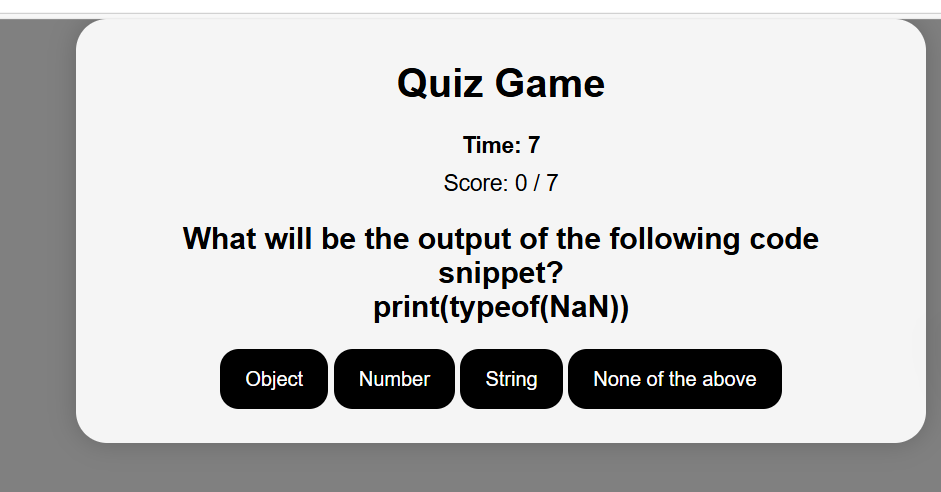 Quiz Game
Time: 7
Score: 0 / 7
What will be the output of the following code
snippet?
print(typeof(NaN))
Object
Number
String
None of the above